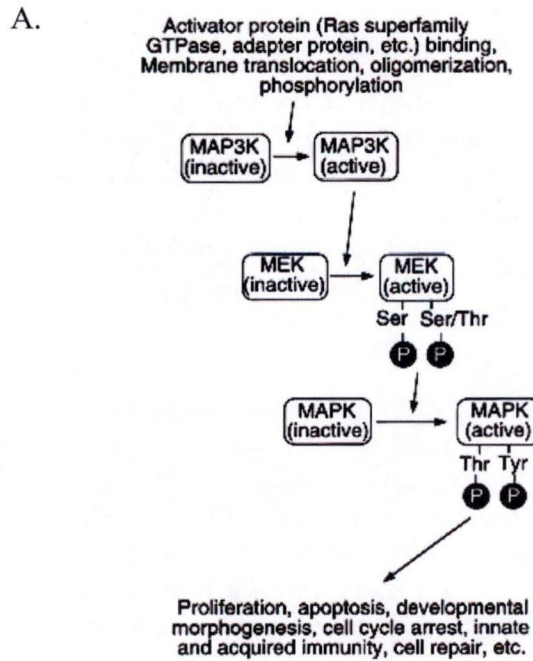 A.
Activator protein (Ras superfamily
GTPase, adapter protein, etc.) binding,
Membrane translocation, oligomerization,
phosphorylation
MAP3K
(inactive)
MAP3K
(active)
MEK
(inactive)
MEK
(active)
Ser Ser/Thr
P P
MAPK
(inactive)
MAPK
(active)
Thr Tyr
P P
Proliferation, apoptosis, developmental
morphogenesis, cell cycle arrest, innate
and acquired immunity, cell repair, etc.